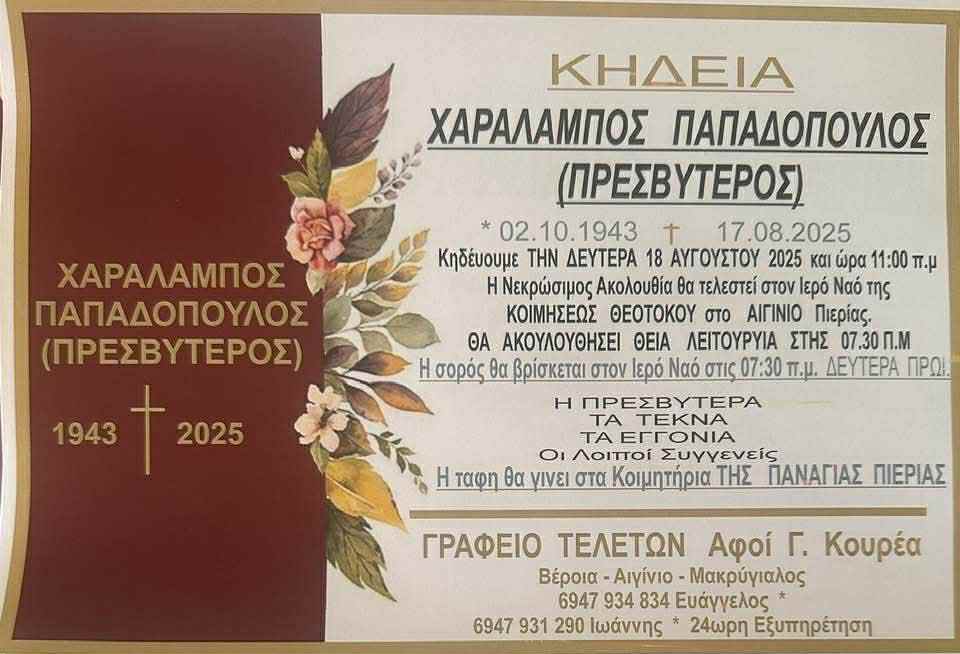 ΧΑΡΑΛΑΜΠΟΣ
ΠΑΠΑΔΟΠΟΥΛΟΣ
(ΠΡΕΣΒΥΤΕΡΟΣ)
1943 2025
ΚΗΔΕΙΑ
ΧΑΡΑΛΑΜΠΟΣ ΠΑΠΑΔΟΠΟΥΛΟΣ
(ΠΡΕΣΒΥΤΕΡΟΣ)
* 02.10.1943 † 17.08.2025
Κηδέυουμε ΤΗΝ ΔΕΥΤΕΡΑ 18 ΑΥΓΟΥΣΤΟΥ 2025 και ώρα 11:00 π.μ
Η Νεκρώσιμος Ακολουθία θα τελεστεί στον Ιερό Ναό της
ΚΟΙΜΗΣΕΩΣ ΘΕΟΤΟΚΟΥ στο ΑΙΓΙΝΙΟ Πιερίας.
ΘΑ ΑΚΟΥΛΟΥΘΗΣΕΙ ΘΕΙΑ ΛΕΙΤΟΥΡΥΙΑ ΣΤΗΣ 07.30 Π.Μ
Η σορός θα βρίσκεται στον Ιερό Ναό στις 07:30 π.μ. ΔΕΥΤΕΡΑ ΠΡΩΙ.
Η ΠΡΕΣΒΥΤΕΡΑ
ΤΑ ΤΕΚΝΑ
ΤΑ ΕΓΓΟΝΙΑ
Οι Λοιποί Συγγενείς
Η ταφη θα γινει στα Κοιμητήρια ΤΗΣ ΠΑΝΑΓΙΑΣ ΠΙΕΡΙΑΣ
ΓΡΑΦΕΙΟ ΤΕΛΕΤΩΝ Αφοί Γ. Κουρέα
Βέροια - Αιγίνιο - Μακρύγιαλος
6947 934 834 Ευάγγελος *
6947 931 290 Ιωάννης * 24ωρη Εξυπηρέτηση